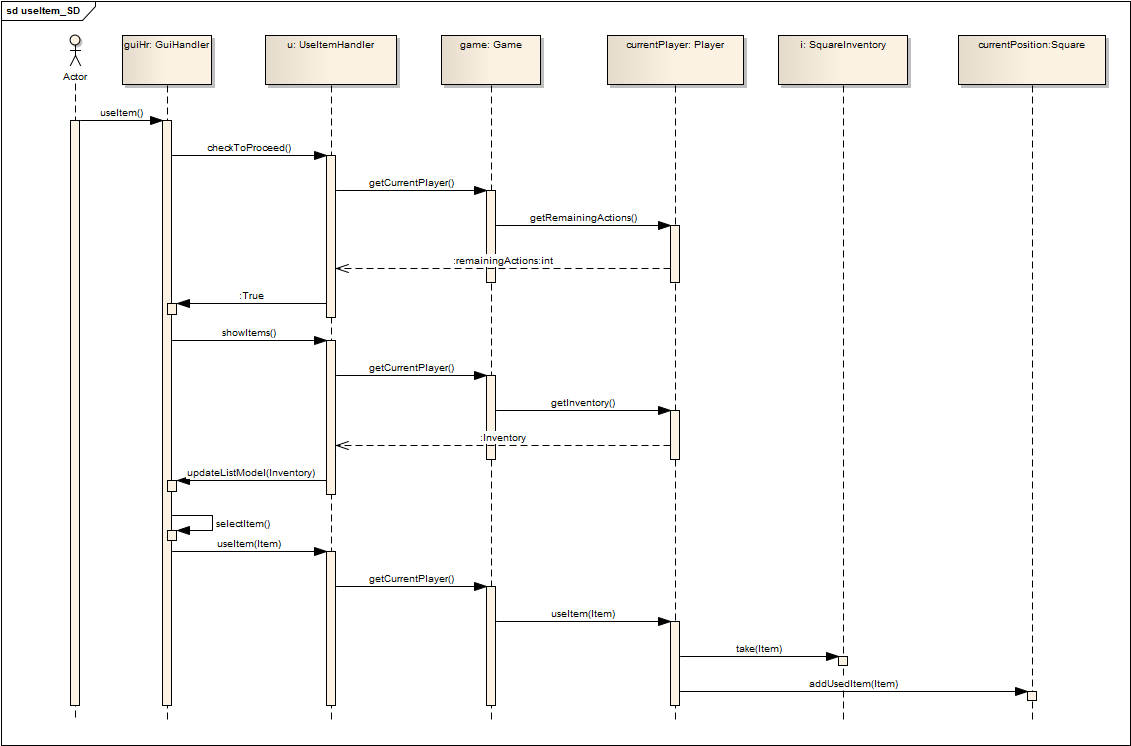 sd useItem_SD
guiHr: GuiHandler
u: UseItemHandler
game: Game
currentPlayer: Player
i: SquareInventory
currentPosition:Square
Actor
useItem()
checkToProceed()
getCurrentPlayer()
getRemainingActions()
:remainingActions:int
:True
showItems()
getCurrentPlayer()
getInventory()
:Inventory
updateListModel(Inventory)
selectItem()
useItem(Item)
getCurrentPlayer()
useItem(Item)
take(Item)
addUsedItem(Item)